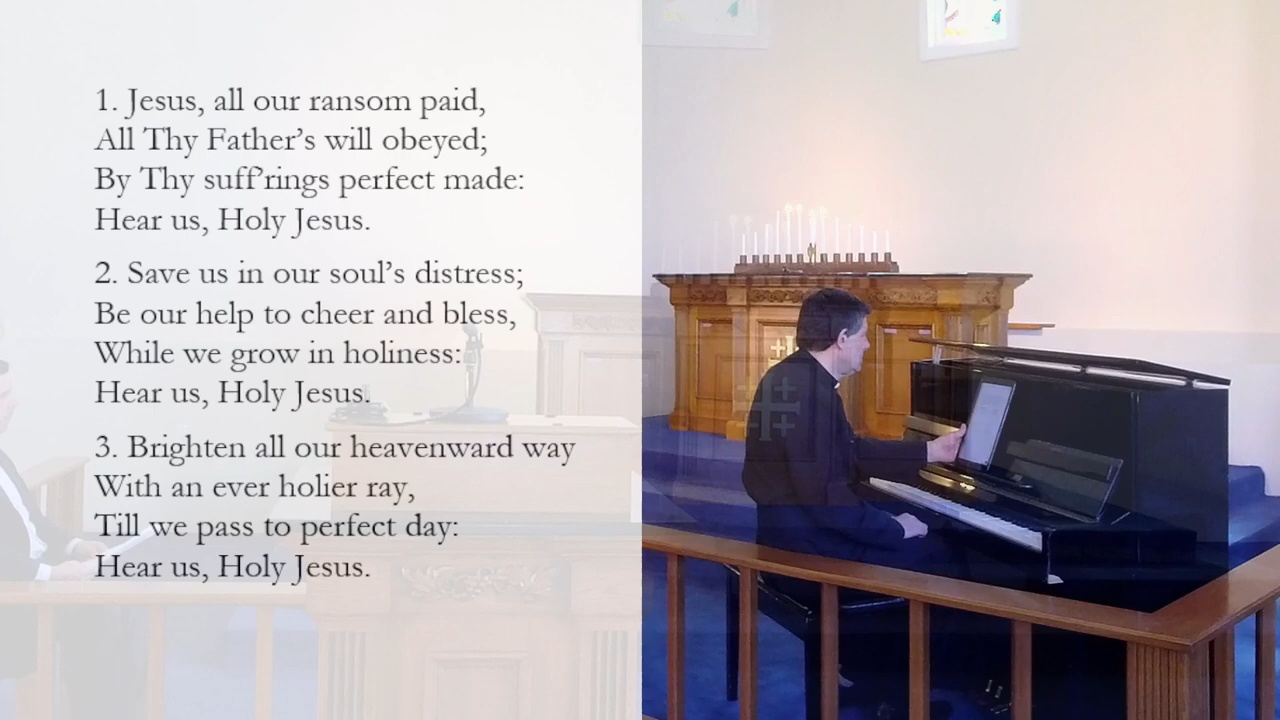 1. Jesus, all our ransom paid,
All Thy Father’s will obeyed;
By Thy suff’rings perfect made:
Hear us, Holy Jesus.
2. Save us in our soul’s distress;
Be our help to cheer and bless,
While we grow in holiness:
Hear us, Holy Jesus.
3. Brighten all our heavenward way
With an ever holier ray,
Till we pass to perfect day:
Hear us, Holy Jesus.